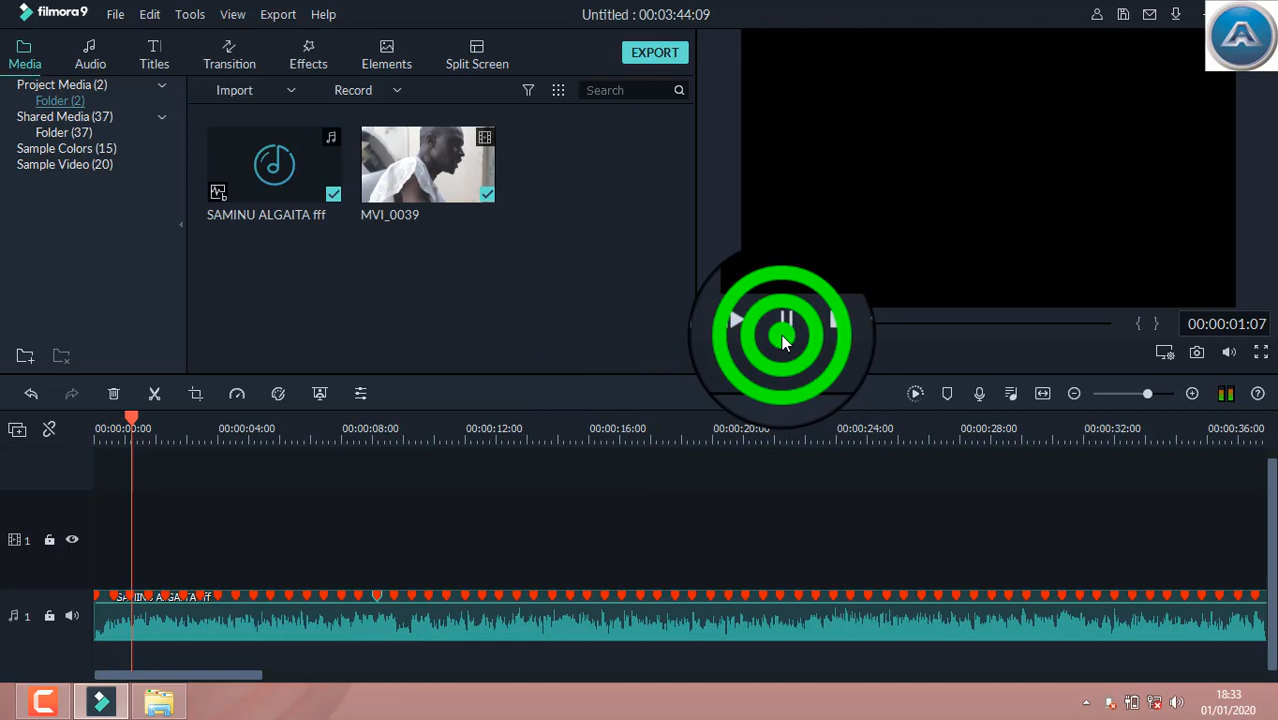 filmora9 File Edit Tools View Export Help Untitled : 00:03:44:09
Media Audio Titles Transition Effects Elements Split Screen EXPORT
Project Media (2)
Folder (2)
Shared Media (37)
Folder (37)
Sample Colors (15)
Sample Video (20)
Import Record Search
SAMINU ALGAITA fff MVI_0039
00:00:01:07
00:00:00:00 00:00:04:00 00:00:08:00 00:00:12:00 00:00:16:00 00:00:20:00 00:00:24:00 00:00:28:00 00:00:32:00 00:00:36:00
1
SAMINU ALGAITA fff
1
18:33
01/01/2020